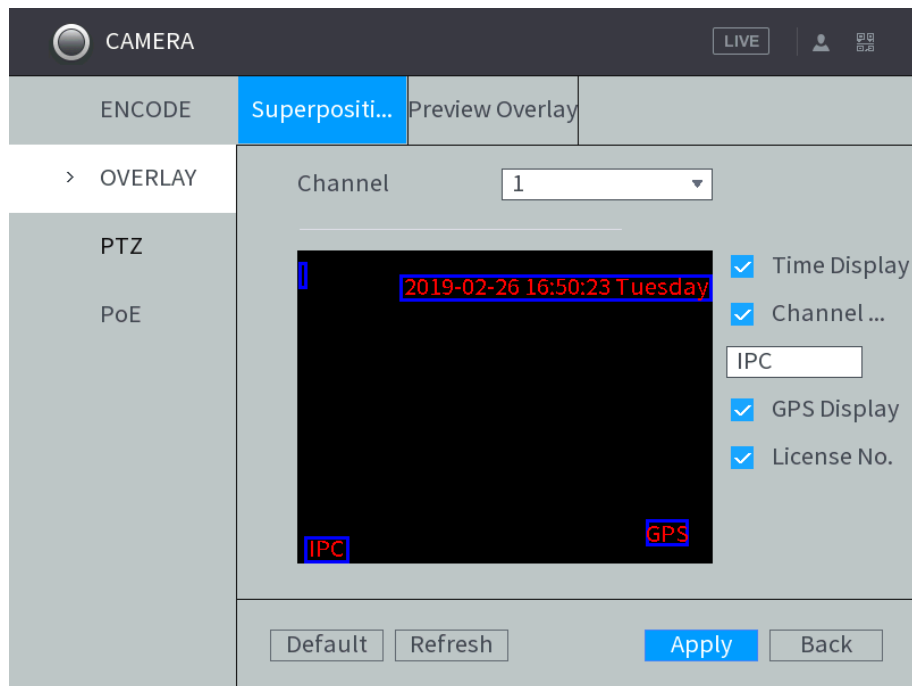 CAMERA
LIVE
ENCODE
Superpositi...
Preview Overlay
OVERLAY
Channel
1
PTZ
2019-02-26 16:50:23 Tuesday
Time Display
PoE
Channel ...
IPC
GPS Display
License No.
GPS
IPC
Default
Refresh
Apply
Back